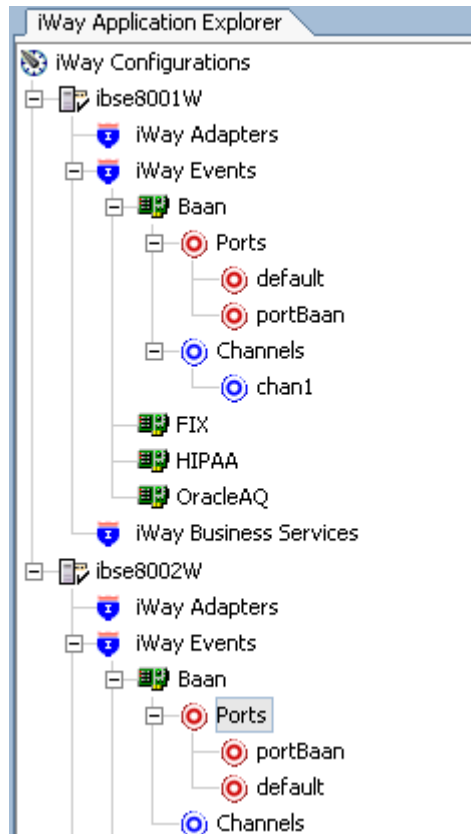 iWay Application Explorer
iWay Configurations
ibse8001W
iWay Adapters
iWay Events
Baan
Ports
default
portBaan
Channels
chan1
FIX
HIPAA
OracleAQ
iWay Business Services
ibse8002W
iWay Adapters
iWay Events
Baan
Ports
portBaan
default
Channels